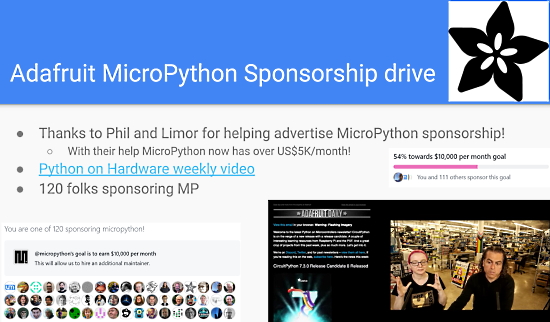 Adafruit MicroPython Sponsorship drive
Thanks to Phil and Limor for helping advertise MicroPython sponsorship!
With their help MicroPython now has over US$5K/month!
Python on Hardware weekly video
120 folks sponsoring MP
54% towards $10,000 per month goal
You and 111 others sponsor this goal
You are one of 120 sponsoring micropython!
@micropython's goal is to earn $10,000 per month
This will allow us to hire an additional maintainer.
ADAFRUIT DAILY
CircuitPython 7.2.0 Release Candidate 2 Released